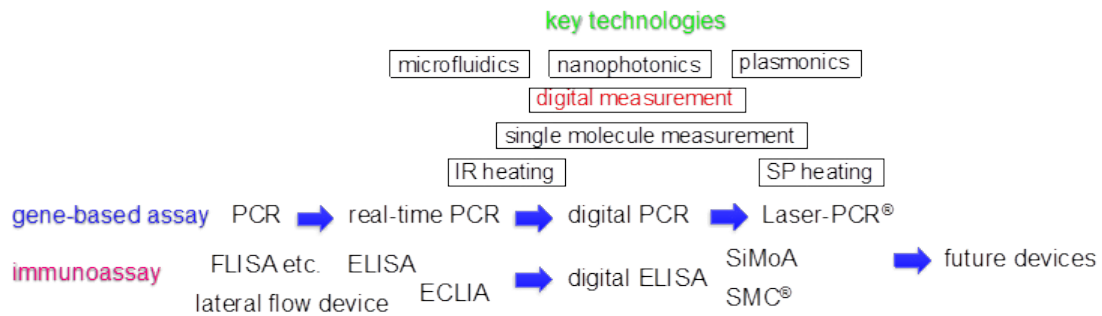 key technologies
microfluidics nanophotonics plasmonics
digital measurement
single molecule measurement
IR heating SP heating
gene-based assay PCR real-time PCR digital PCR Laser-PCR®
immunoassay FLISA etc. ELISA digital ELISA SiMoA future devices
lateral flow device ECLIA SMC®